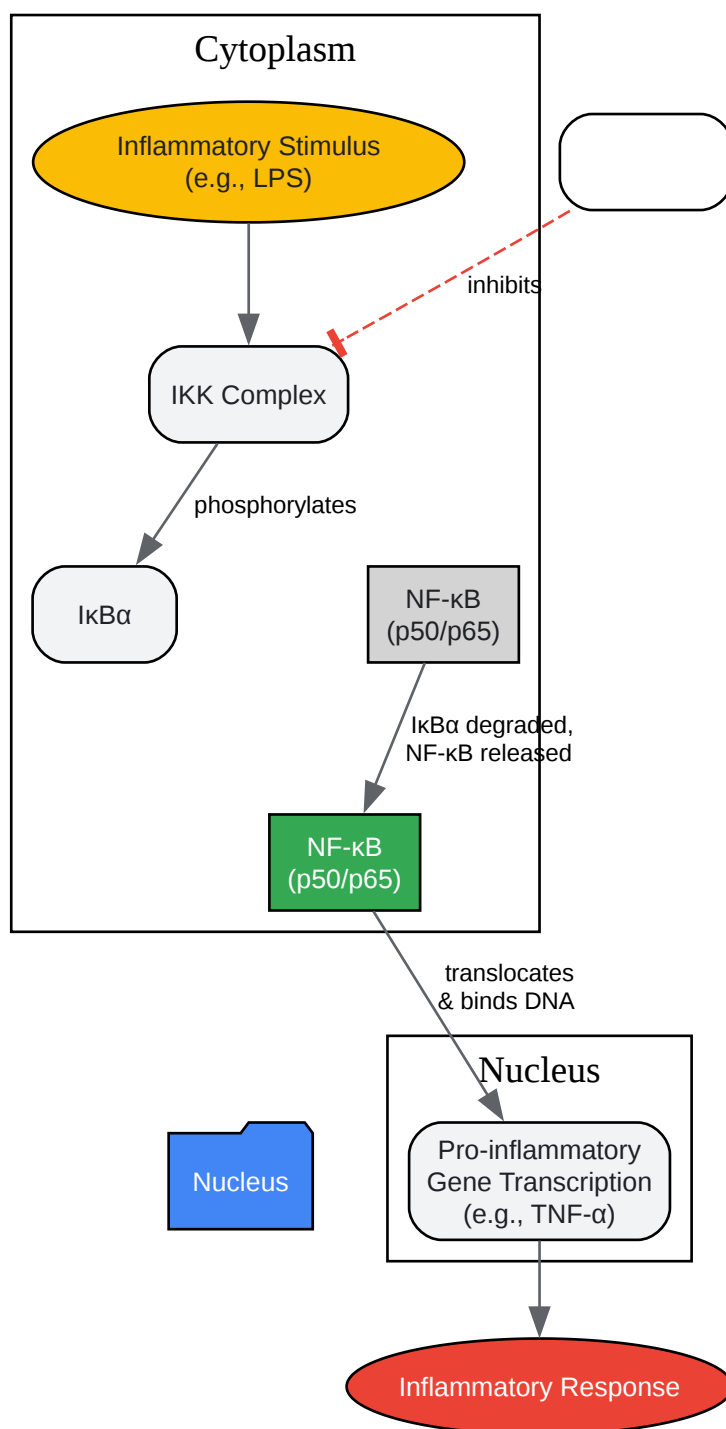 Cytoplasm
Inflammatory Stimulus
(e.g., LPS)
inhibits
IKK Complex
phosphorylates
IκBα
NF-κB
(p50/p65)
IκBα degraded,
NF-κB released
NF-κB
(p50/p65)
translocates
& binds DNA
Nucleus
Nucleus
Pro-inflammatory
Gene Transcription
(e.g., TNF-α)
Inflammatory Response